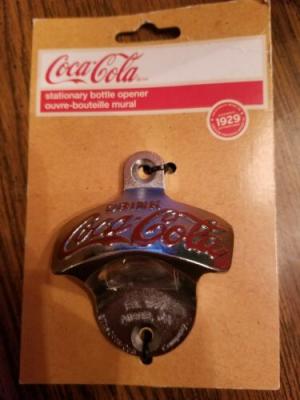 Coca-Cola
stationary bottle opener
ouvre-bouteille mural
1929
DRINK
Coca-Cola